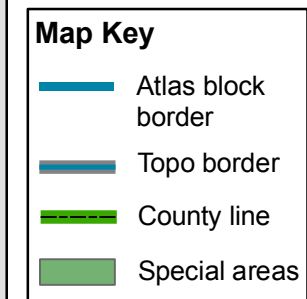 Map Key
Atlas block
border
Topo border
County line
Special areas